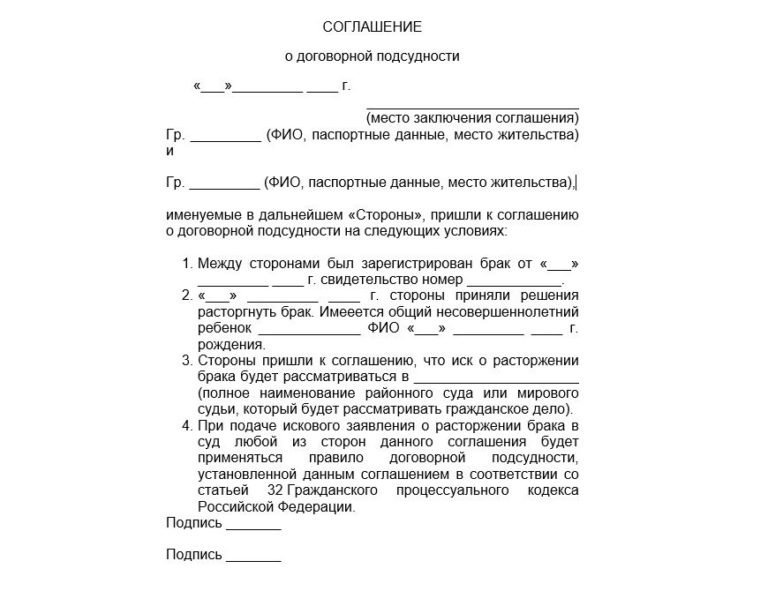 СОГЛАШЕНИЕ
о договорной подсудности
«___»_________ ____ г.
___________________________
(место заключения соглашения)
Гр. _________ (ФИО, паспортные данные, место жительства)
и
Гр. _________ (ФИО, паспортные данные, место жительства),
именуемые в дальнейшем «Стороны», пришли к соглашению
о договорной подсудности на следующих условиях:
1. Между сторонами был зарегистрирован брак от «___»
_________ ____ г. свидетельство номер ____________.
2. «___» _________ ____ г. стороны приняли решения
расторгнуть брак. Имееется общий несовершеннолетний
ребенок _____________ ФИО «___» _________ ____ г.
рождения.
3. Стороны пришли к соглашению, что иск о расторжении
брака будет рассматриваться в _____________________
(полное наименование районного суда или мирового
судьи, который будет рассматривать гражданское дело).
4. При подаче искового заявления о расторжении брака в
суд любой из сторон данного соглашения будет
применяться правило договорной подсудности,
установленной данным соглашением в соответствии со
статьей 32 Гражданского процессуального кодекса
Российской Федерации.
Подпись _______
Подпись _______